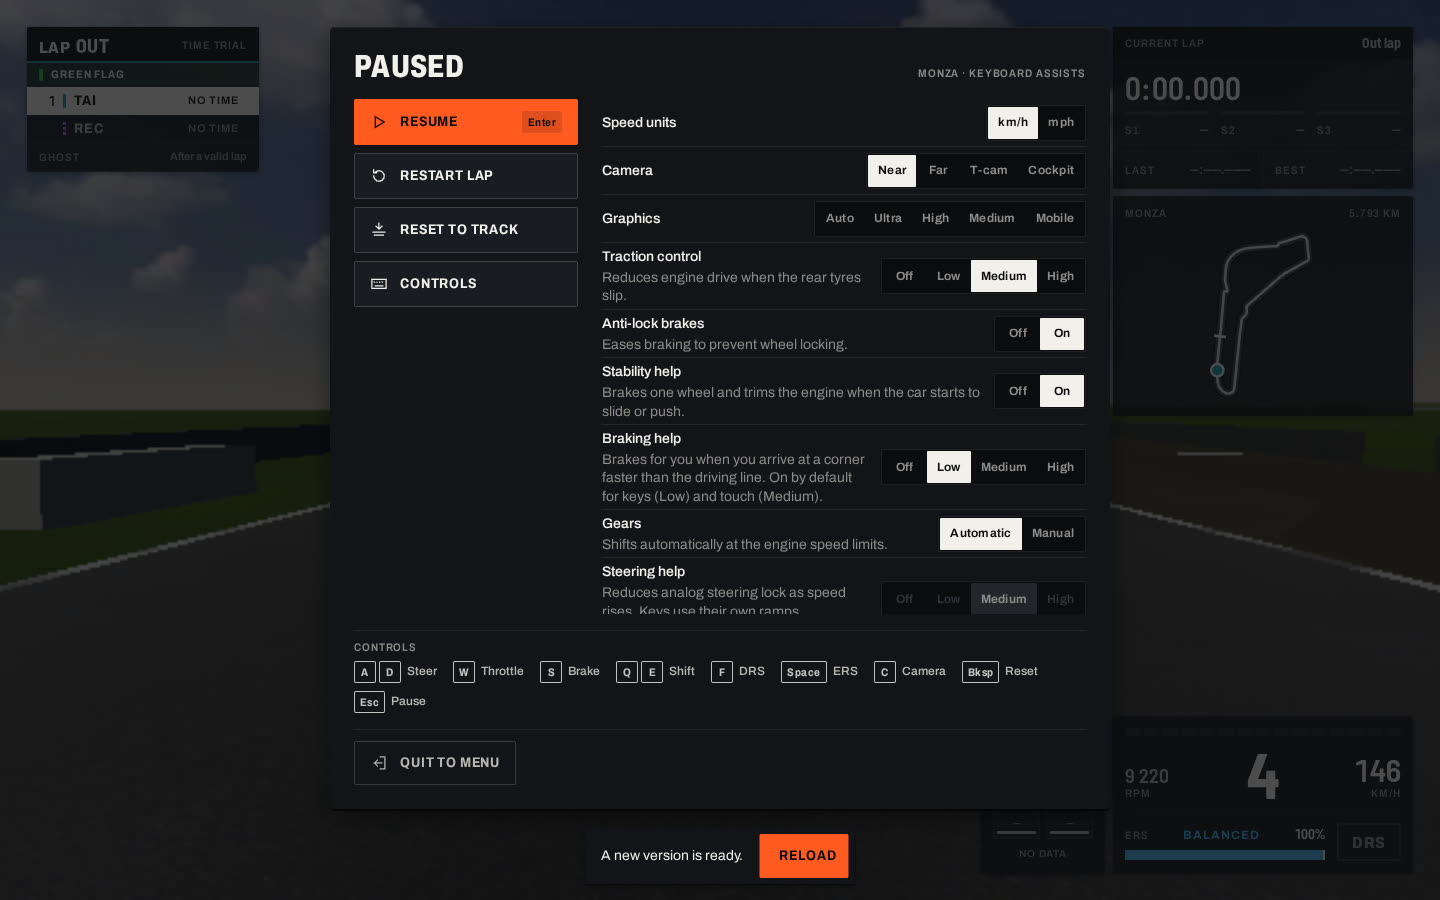 LAP OUT
TIME TRIAL
GREEN FLAG
1 TAI NO TIME
REC NO TIME
GHOST After a valid lap
PAUSED
MONZA · KEYBOARD ASSISTS
RESUME Enter
RESTART LAP
RESET TO TRACK
CONTROLS
Speed units
km/h mph
Camera
Near Far T-cam Cockpit
Graphics
Auto Ultra High Medium Mobile
Traction control
Reduces engine drive when the rear tyres
slip.
Off Low Medium High
Anti-lock brakes
Eases braking to prevent wheel locking.
Off On
Stability help
Brakes one wheel and trims the engine when the car starts to
slide or push.
Off On
Braking help
Brakes for you when you arrive at a corner
faster than the driving line. On by default
for keys (Low) and touch (Medium).
Off Low Medium High
Gears
Shifts automatically at the engine speed limits.
Automatic Manual
Steering help
Reduces analog steering lock as speed
rises. Keys use their own ramps.
Off Low Medium High
CONTROLS
A D Steer W Throttle S Brake Q E Shift F DRS Space ERS C Camera Bksp Reset
Esc Pause
QUIT TO MENU
A new version is ready. RELOAD
CURRENT LAP Out lap
0:00.000
S1 — S2 — S3 —
LAST —:——.——— BEST —:——.———
MONZA 5.793 KM
9 220
RPM
4
146
KM/H
ERS BALANCED 100%
DRS
NO DATA